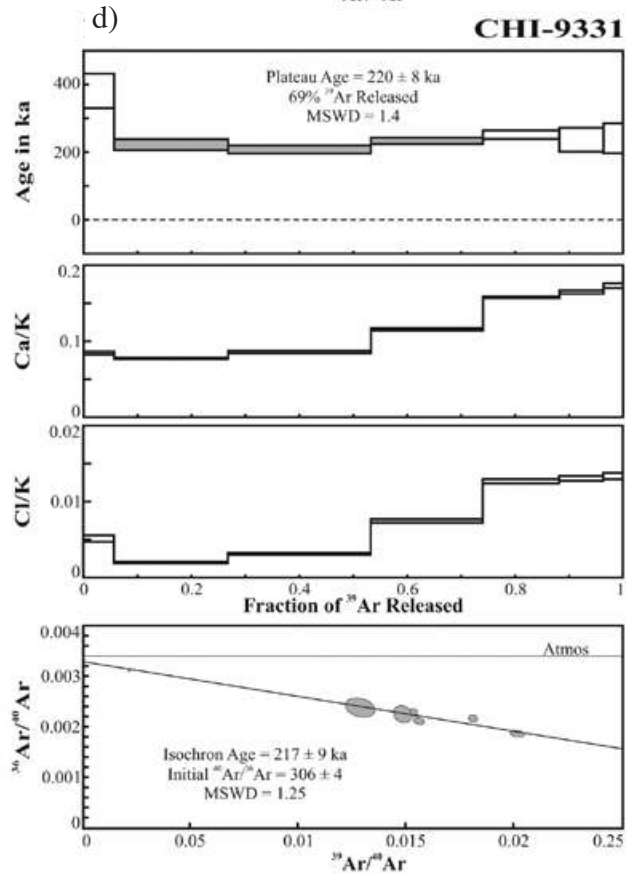 d)
CHI-9331
Age in ka
400
200
0
Plateau Age = 220 ± 8 ka
69% ³⁹Ar Released
MSWD = 1.4
Ca/K
0.2
0.1
0
Cl/K
0.02
0.01
0
0 0.2 0.4 0.6 0.8 1
Fraction of ³⁹Ar Released
³⁶Ar/⁴⁰Ar
0.004
0.003
0.002
0.001
0
Atmos
Isochron Age = 217 ± 9 ka
Initial ⁴⁰Ar/³⁶Ar = 306 ± 4
MSWD = 1.25
0 0.05 0.01 0.015 0.02 0.25
³⁹Ar/⁴⁰Ar